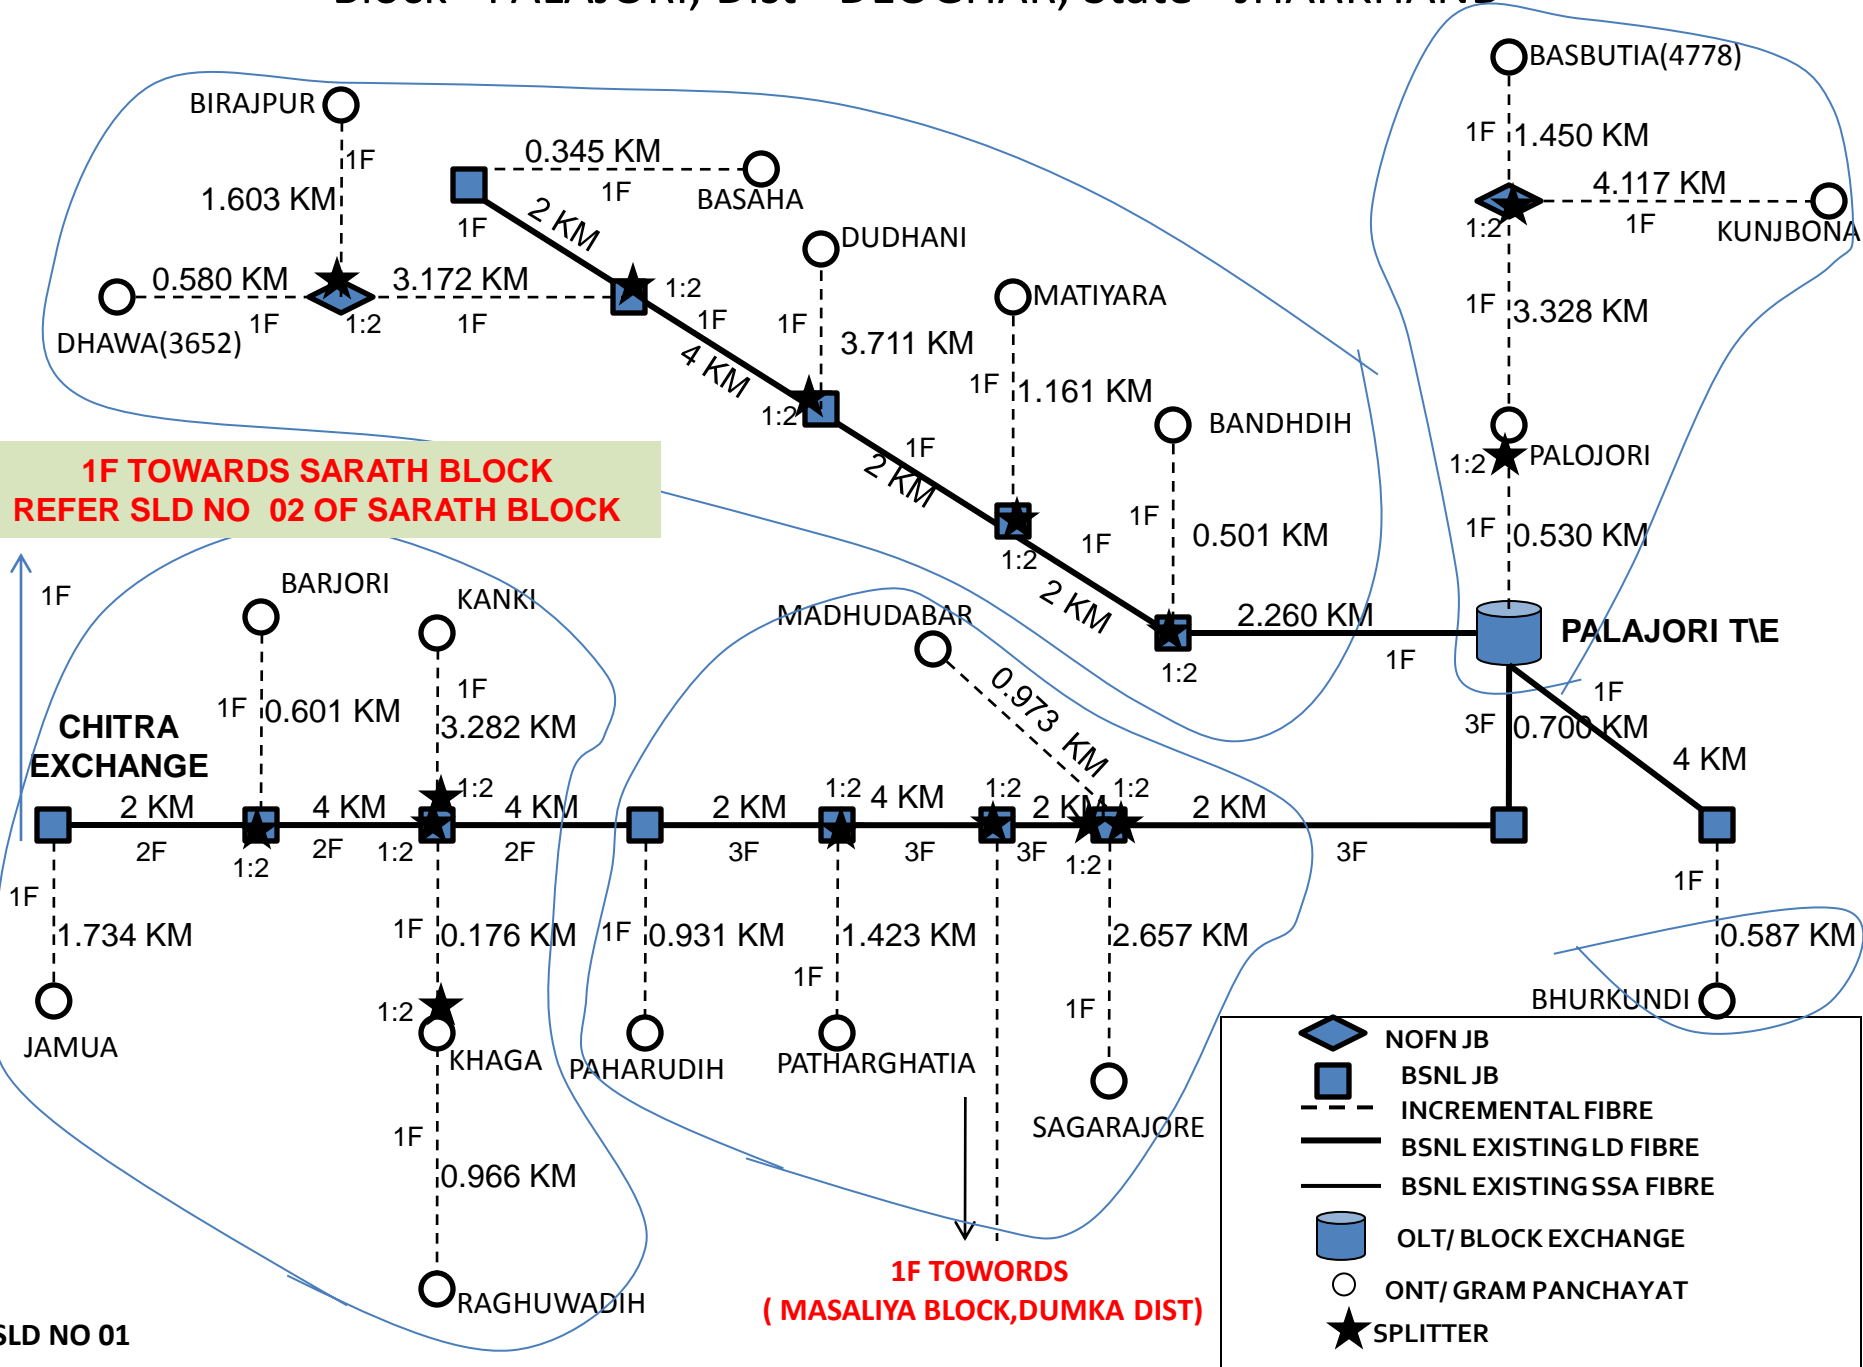 Block - PALAJORI, Dist - DEOGHAR, State - JHARKHAND
BASBUTIA(4778)
1F 1.450 KM
4.117 KM
1:2
1F
KUNJBONA
1F 3.328 KM
PALOJORI
1:2
1F 0.530 KM
PALAJORI T\E
BIRAJPUR
1F
1.603 KM
0.345 KM
1F
BASAHA
1F
2 KM
DUDHANI
0.580 KM
1F
DHAWA(3652)
1:2
3.172 KM
1F
1:2
1F
4 KM
1F
3.711 KM
1:2
MATIYARA
1F
1.161 KM
1F
2 KM
1:2
BANDHDIH
1F
0.501 KM
1F
2 KM
1:2
2.260 KM
1F
1F TOWARDS SARATH BLOCK
REFER SLD NO 02 OF SARATH BLOCK
1F
BARJORI
KANKI
1F 0.601 KM
1F
3.282 KM
CHITRA
EXCHANGE
MADHUDABAR
0.973 KM
3F 0.700 KM
1F
4 KM
2 KM
2F
1:2
4 KM
2F
1:2
1:2
4 KM
2F
2 KM
3F
1:2
4 KM
3F
1:2
2 KM
3F
1:2
1:2
2 KM
3F
1F
1.734 KM
JAMUA
1F 0.176 KM
1:2
KHAGA
1F
0.966 KM
RAGHUWADIH
1F 0.931 KM
PAHARUDIH
1.423 KM
1F
PATHARGHATIA
2.657 KM
1F
SAGARAJORE
1F
0.587 KM
BHURKUNDI
1F TOWORDS
( MASALIYA BLOCK,DUMKA DIST)
NOFN JB
BSNL JB
INCREMENTAL FIBRE
BSNL EXISTING LD FIBRE
BSNL EXISTING SSA FIBRE
OLT/ BLOCK EXCHANGE
ONT/ GRAM PANCHAYAT
SPLITTER
SLD NO 01